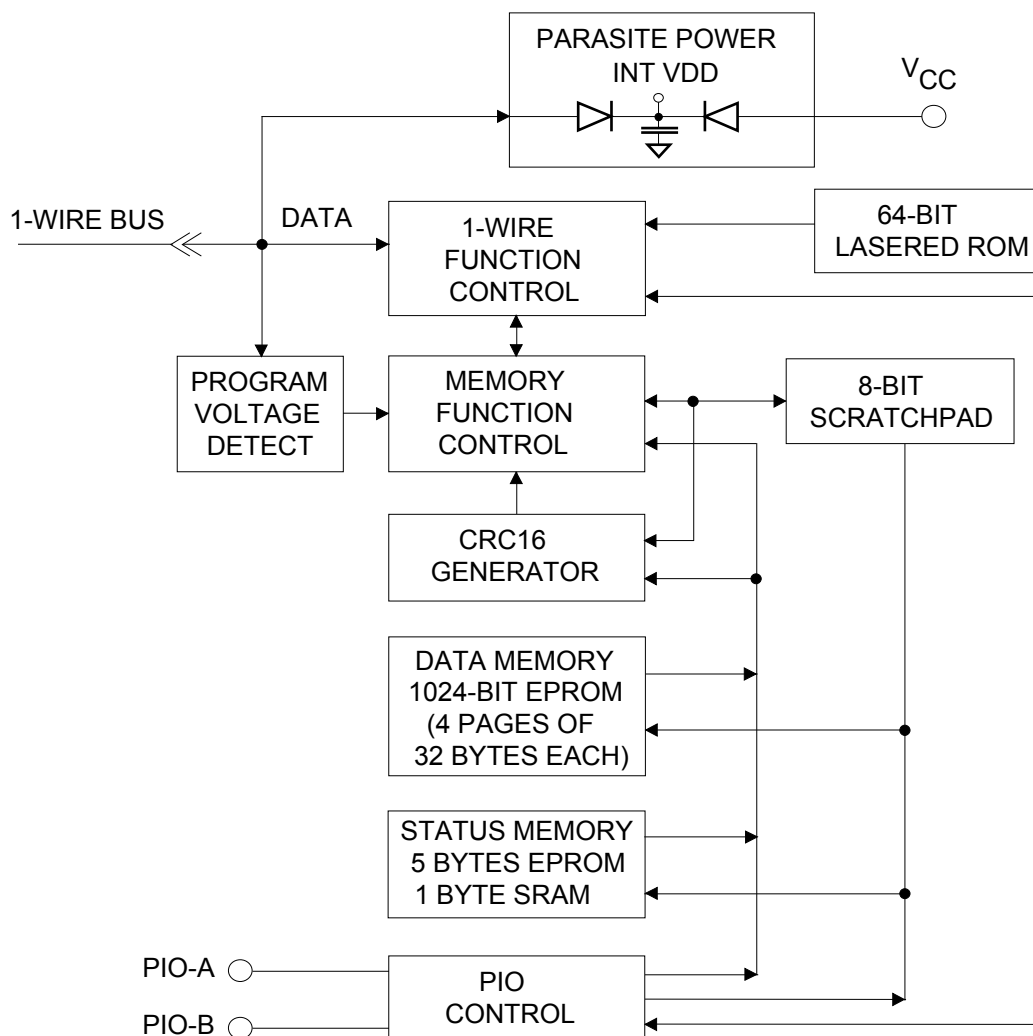 PARASITE POWER
INT VDD
VCC
1-WIRE BUS
DATA
1-WIRE
FUNCTION
CONTROL
64-BIT
LASERED ROM
PROGRAM
VOLTAGE
DETECT
MEMORY
FUNCTION
CONTROL
8-BIT
SCRATCHPAD
CRC16
GENERATOR
DATA MEMORY
1024-BIT EPROM
(4 PAGES OF
32 BYTES EACH)
STATUS MEMORY
5 BYTES EPROM
1 BYTE SRAM
PIO-A
PIO-B
PIO
CONTROL